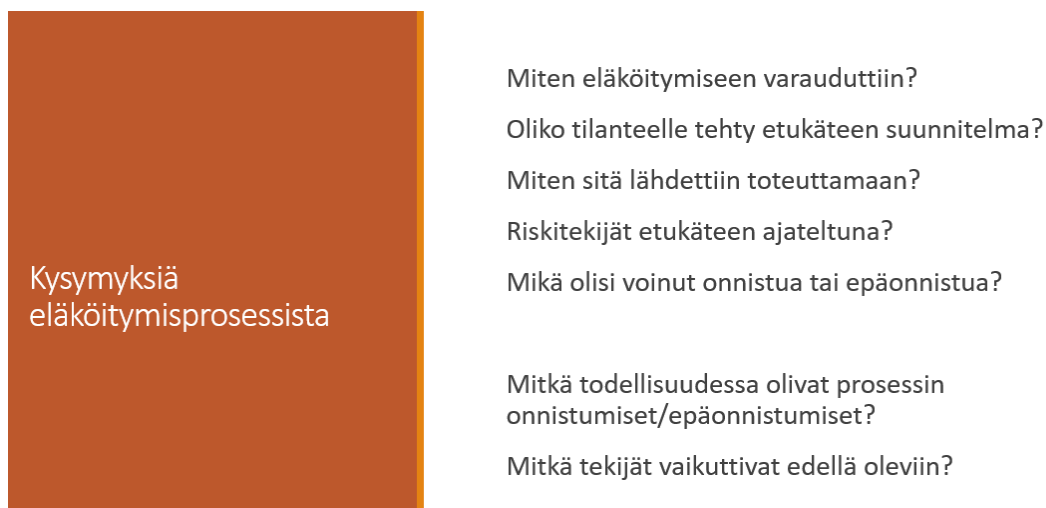 Kysymyksiä
eläköitymisprosessista
Miten eläköitymiseen varauduttiin?
Oliko tilanteelle tehty etukäteen suunnitelma?
Miten sitä lähdettiin toteuttamaan?
Riskitekijät etukäteen ajateltuna?
Mikä olisi voinut onnistua tai epäonnistua?
Mitkä todellisuudessa olivat prosessin
onnistumiset/epäonnistumiset?
Mitkä tekijät vaikuttivat edellä oleviin?